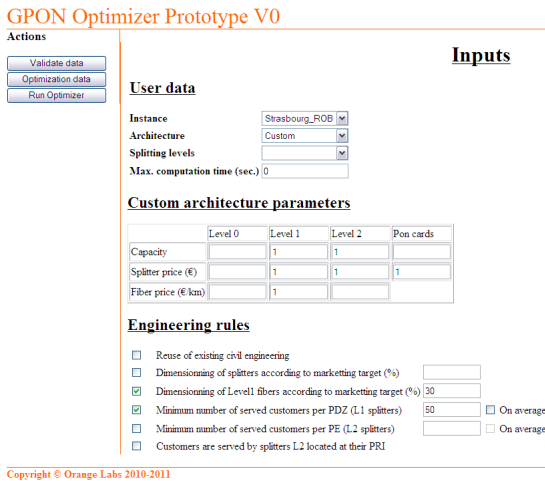 GPON Optimizer Prototype V0
Actions
Validate data
Optimization data
Run Optimizer
Inputs
User data
Instance Strasbourg_ROB
Architecture Custom
Splitting levels
Max. computation time (sec.) 0
Custom architecture parameters
Level 0 Level 1 Level 2 Pon cards
Capacity 1 1
Splitter price (€) 1 1 1
Fiber price (€/km) 1
Engineering rules
Reuse of existing civil engineering
Dimensionning of splitters according to marketting target (%)
Dimensionning of Level1 fibers according to marketting target (%) 30
Minimum number of served customers per PDZ (L1 splitters) 50 On average
Minimum number of served customers per PE (L2 splitters) On average
Customers are served by splitters L2 located at their PRI
Copyright © Orange Labs 2010-2011